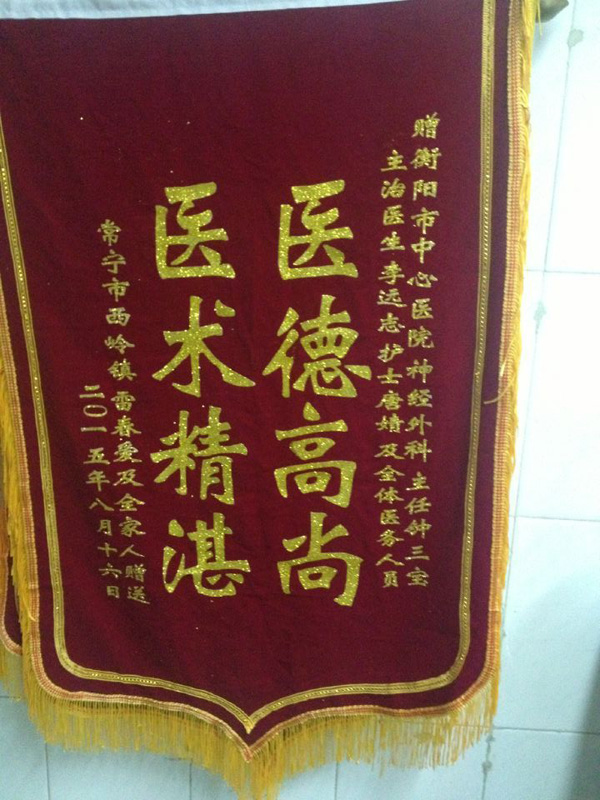 赠衡阳市中心医院神经外科主任钟三宝
主治医生李远志护士唐婧及全体医务人员
医德高尚
医术精湛
常宁市西岭镇雷春爱及全家人赠送
二〇一五年八月十六日